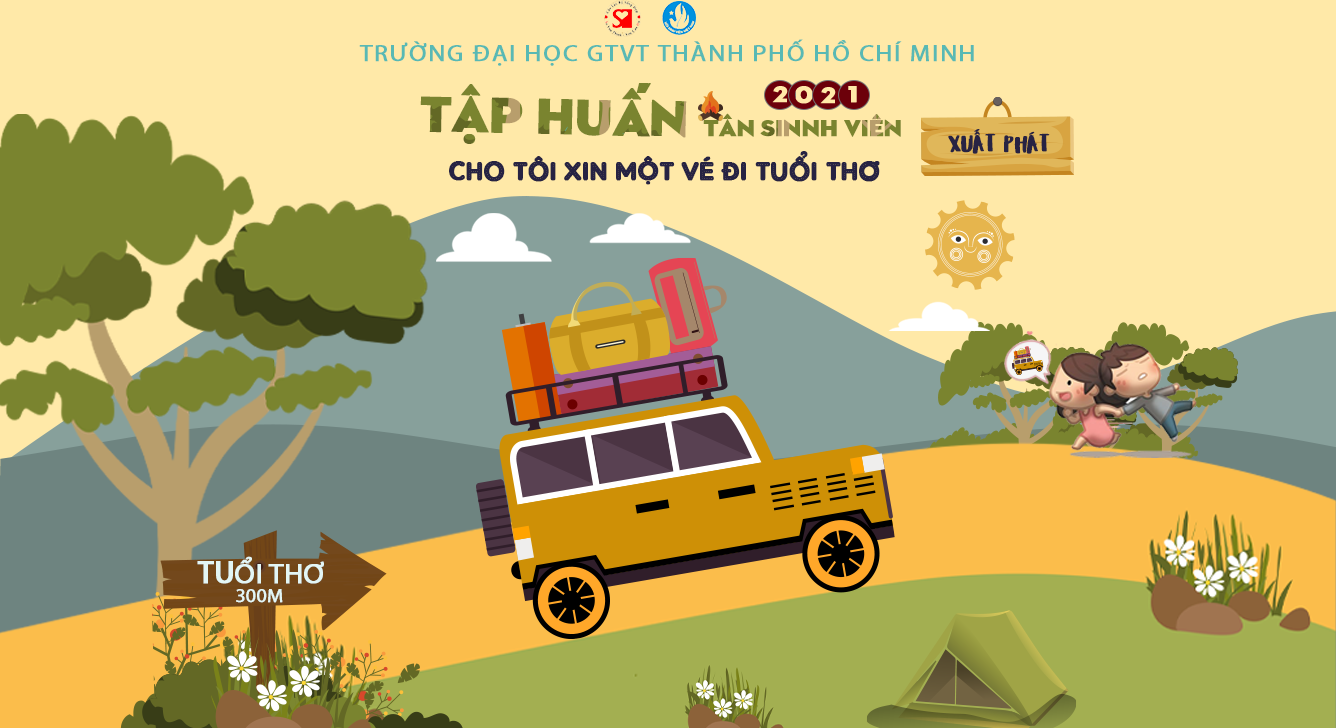 TRƯỜNG ĐẠI HỌC GTVT THÀNH PHỐ HỒ CHÍ MINH
TẬP HUẤN
2021
TÂN SINNH VIÊN
CHO TÔI XIN MỘT VÉ ĐI TUỔI THƠ
XUẤT PHÁT
TUỔI THƠ
300M